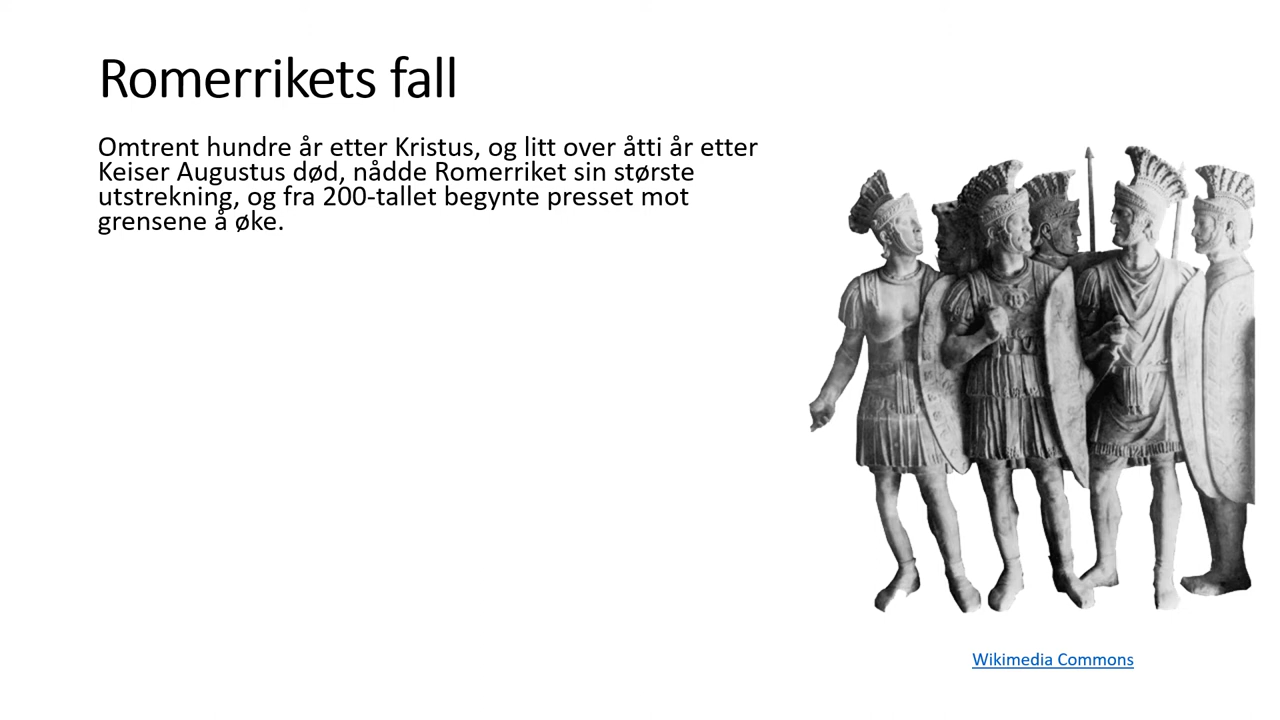 Romerrikets fall
Omtrent hundre år etter Kristus, og litt over åtti år etter
Keiser Augustus død, nådde Romerriket sin største
utstrekning, og fra 200-tallet begynte presset mot
grensene å øke.
Wikimedia Commons